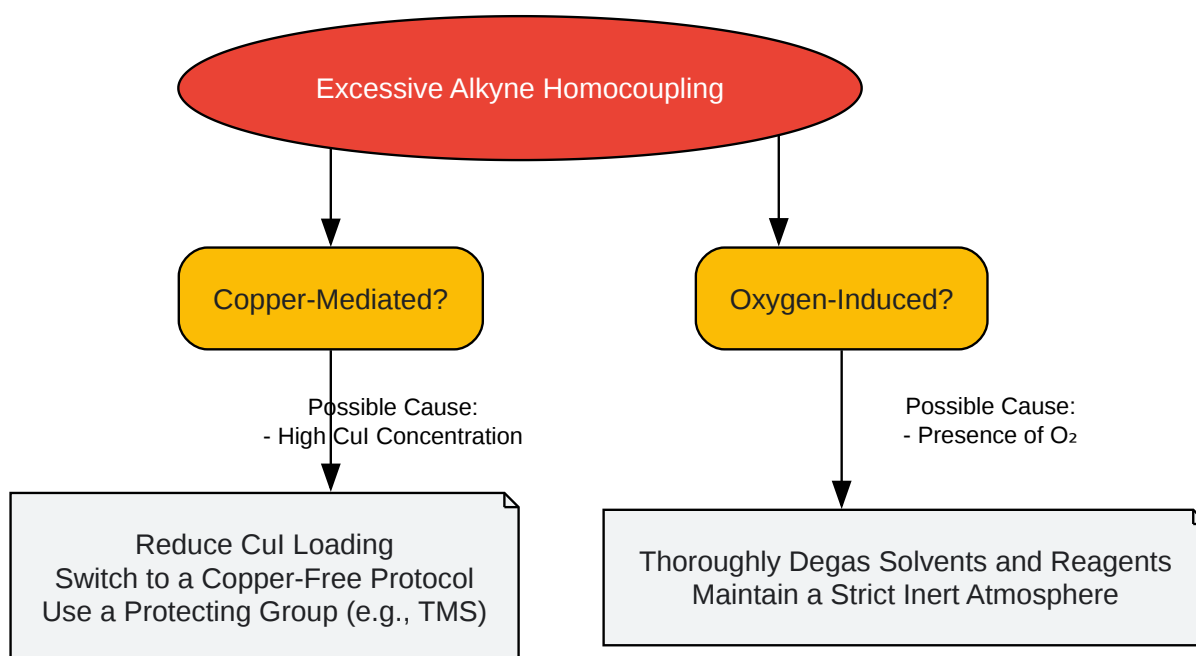 Excessive Alkyne Homocoupling
Copper-Mediated?
Oxygen-Induced?
Possible Cause:
- High CuI Concentration
Possible Cause:
- Presence of O₂
Reduce CuI Loading
Switch to a Copper-Free Protocol
Use a Protecting Group (e.g., TMS)
Thoroughly Degas Solvents and Reagents
Maintain a Strict Inert Atmosphere